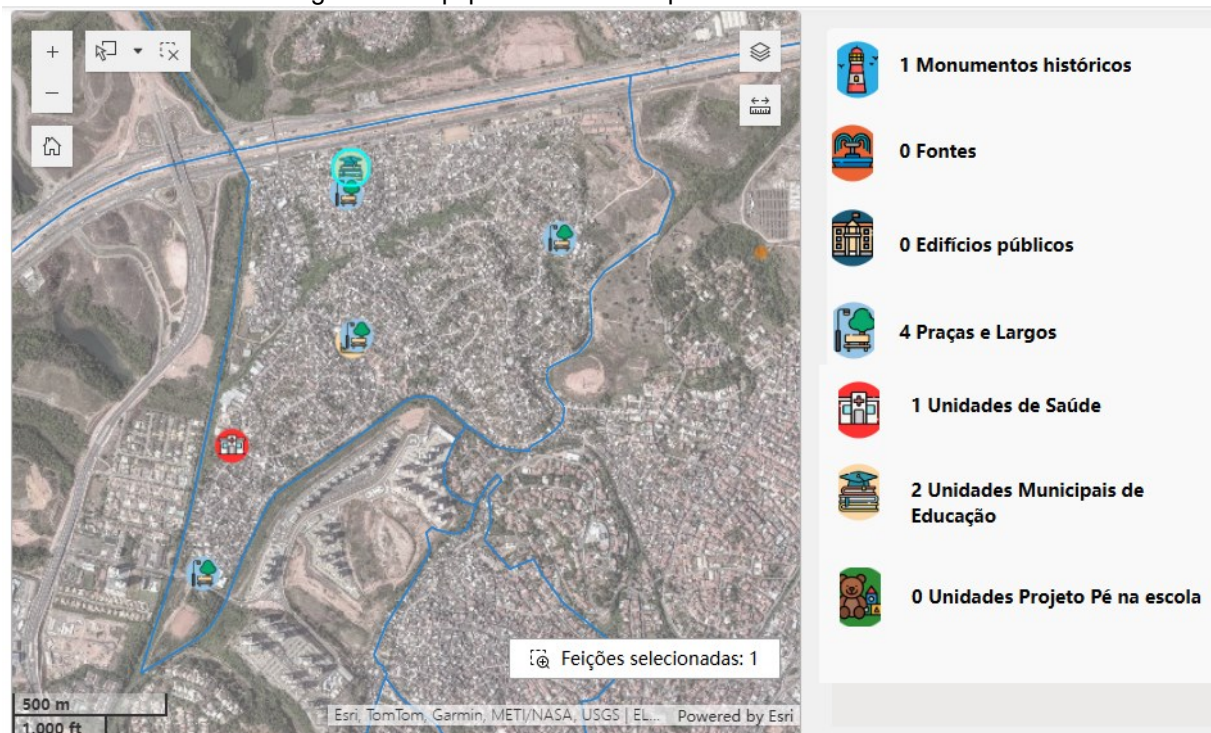 1 Monumentos históricos
0 Fontes
0 Edifícios públicos
4 Praças e Largos
1 Unidades de Saúde
2 Unidades Municipais de
Educação
0 Unidades Projeto Pé na escola
Feições selecionadas: 1
500 m
1.000 ft
Esri, TomTom, Garmin, METI/NASA, USGS | EL... Powered by Esri